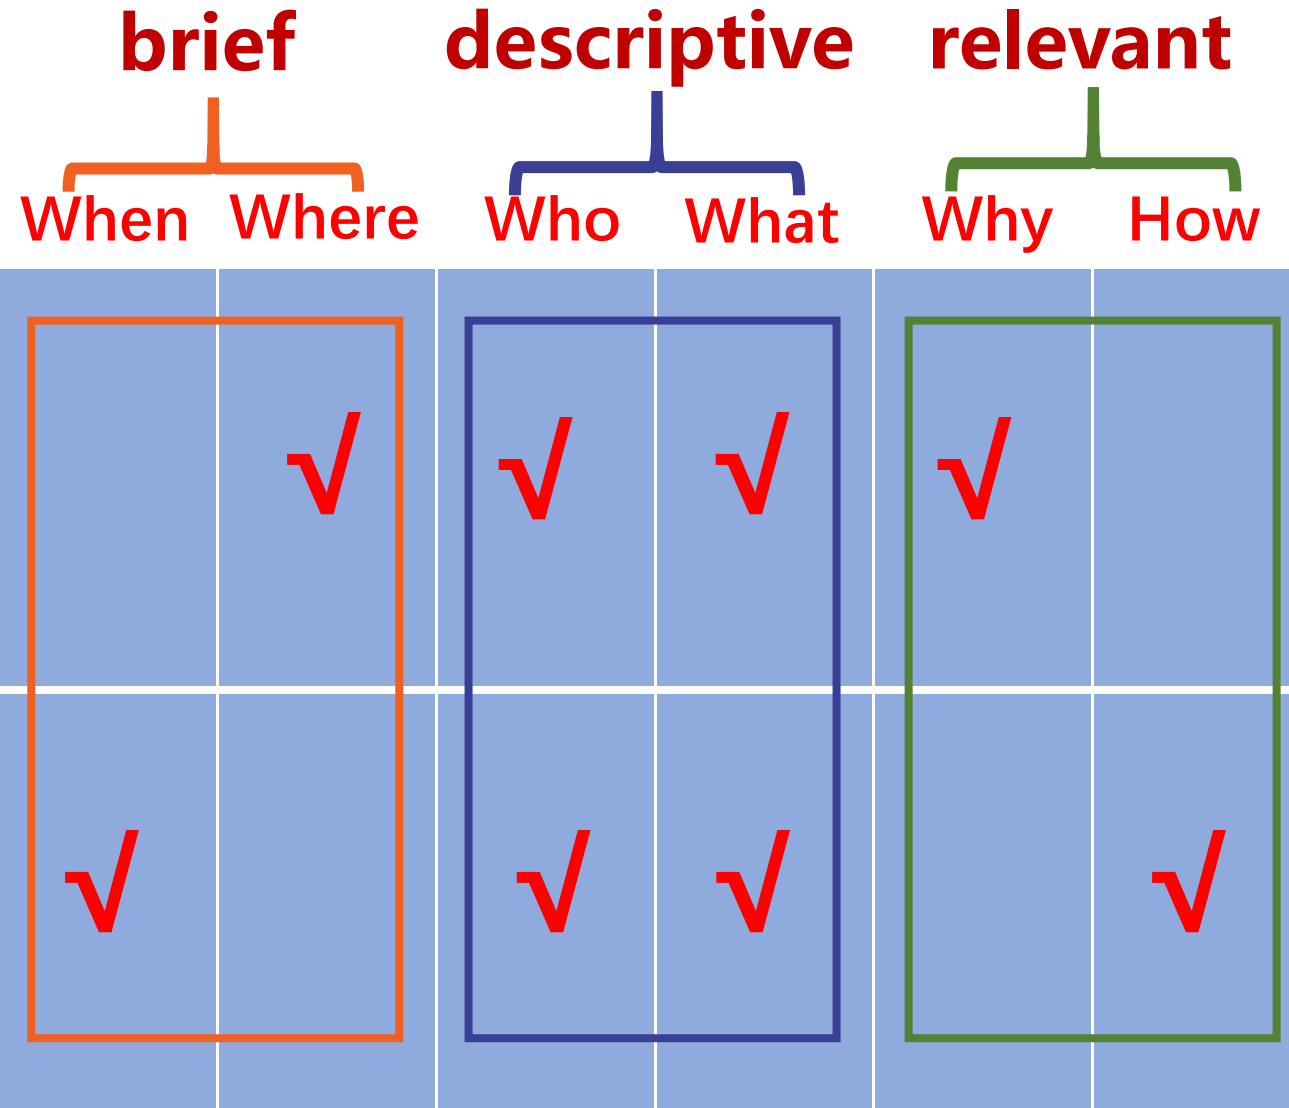 brief descriptive relevant
When Where Who What Why How
√ √ √ √
√ √ √ √